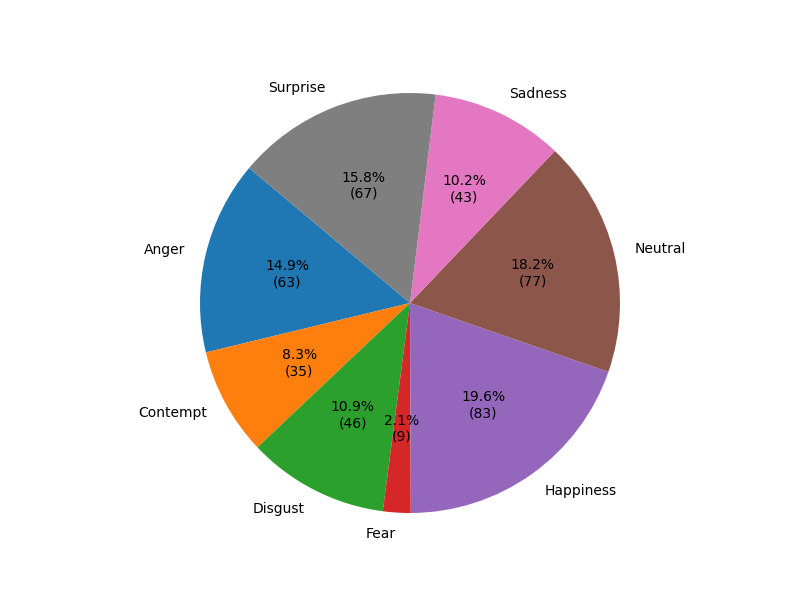 Surprise
Sadness
15.8%
(67)
10.2%
(43)
Anger
14.9%
(63)
18.2%
(77)
Neutral
8.3%
(35)
Contempt
10.9%
(46)
2.1%
(9)
19.6%
(83)
Disgust
Fear
Happiness